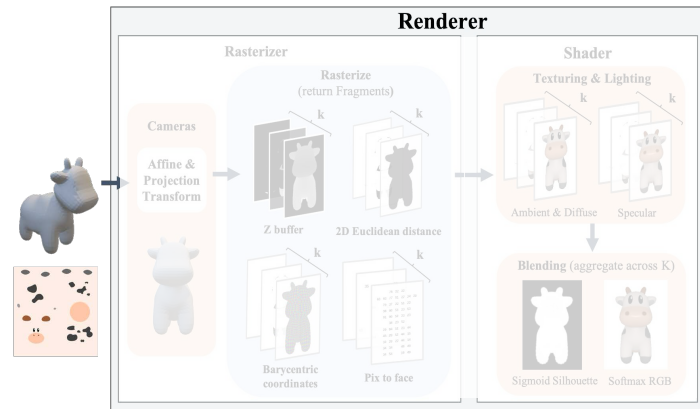 Renderer
Rasterizer
Shader
Rasterize
(return Fragments)
Cameras
Affine &
Projection
Transform
k
k
Z buffer
2D Euclidean distance
k
k
Barycentric
coordinates
Pix to face
Texturing & Lighting
k
k
Ambient & Diffuse
Specular
Blending (aggregate across K)
Sigmoid Silhouette
Softmax RGB